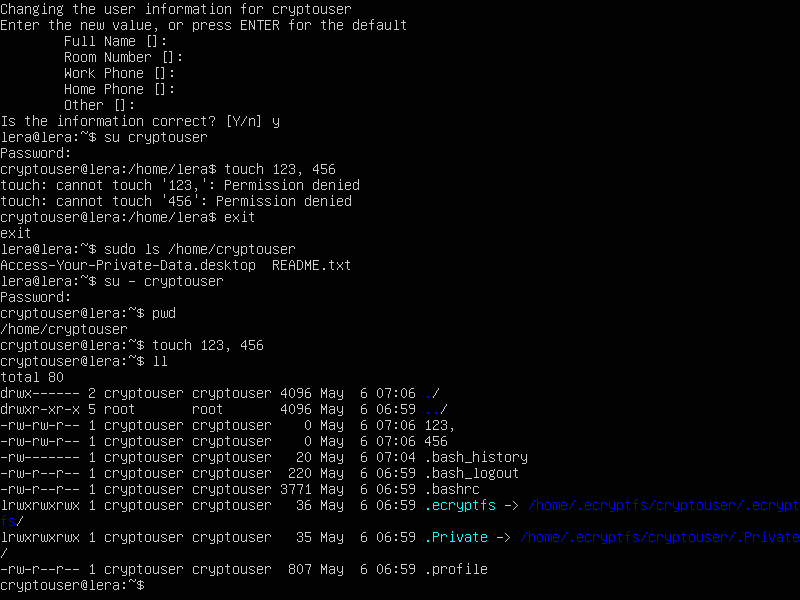 Changing the user information for cryptouser
Enter the new value, or press ENTER for the default
        Full Name []:
        Room Number []:
        Work Phone []:
        Home Phone []:
        Other []:
Is the information correct? [Y/n] y
lera@lera:~$ su cryptouser
Password:
cryptouser@lera:/home/lera$ touch 123, 456
touch: cannot touch '123,': Permission denied
touch: cannot touch '456': Permission denied
cryptouser@lera:/home/lera$ exit
exit
lera@lera:~$ sudo ls /home/cryptouser
Access-Your-Private-Data.desktop  README.txt
lera@lera:~$ su - cryptouser
Password:
cryptouser@lera:~$ pwd
/home/cryptouser
cryptouser@lera:~$ touch 123, 456
cryptouser@lera:~$ ll
total 80
drwx------ 2 cryptouser cryptouser 4096 May  6 07:06 ./
drwxr-xr-x 5 root       root       4096 May  6 06:59 ../
-rw-rw-r-- 1 cryptouser cryptouser    0 May  6 07:06 123,
-rw-rw-r-- 1 cryptouser cryptouser    0 May  6 07:06 456
-rw------- 1 cryptouser cryptouser   20 May  6 07:04 .bash_history
-rw-r--r-- 1 cryptouser cryptouser  220 May  6 06:59 .bash_logout
-rw-r--r-- 1 cryptouser cryptouser 3771 May  6 06:59 .bashrc
lrwxrwxrwx 1 cryptouser cryptouser   36 May  6 06:59 .ecryptfs -> /home/.ecryptfs/cryptouser/.ecrypt
fs/
lrwxrwxrwx 1 cryptouser cryptouser   35 May  6 06:59 .Private -> /home/.ecryptfs/cryptouser/.Private
/
-rw-r--r-- 1 cryptouser cryptouser  807 May  6 06:59 .profile
cryptouser@lera:~$